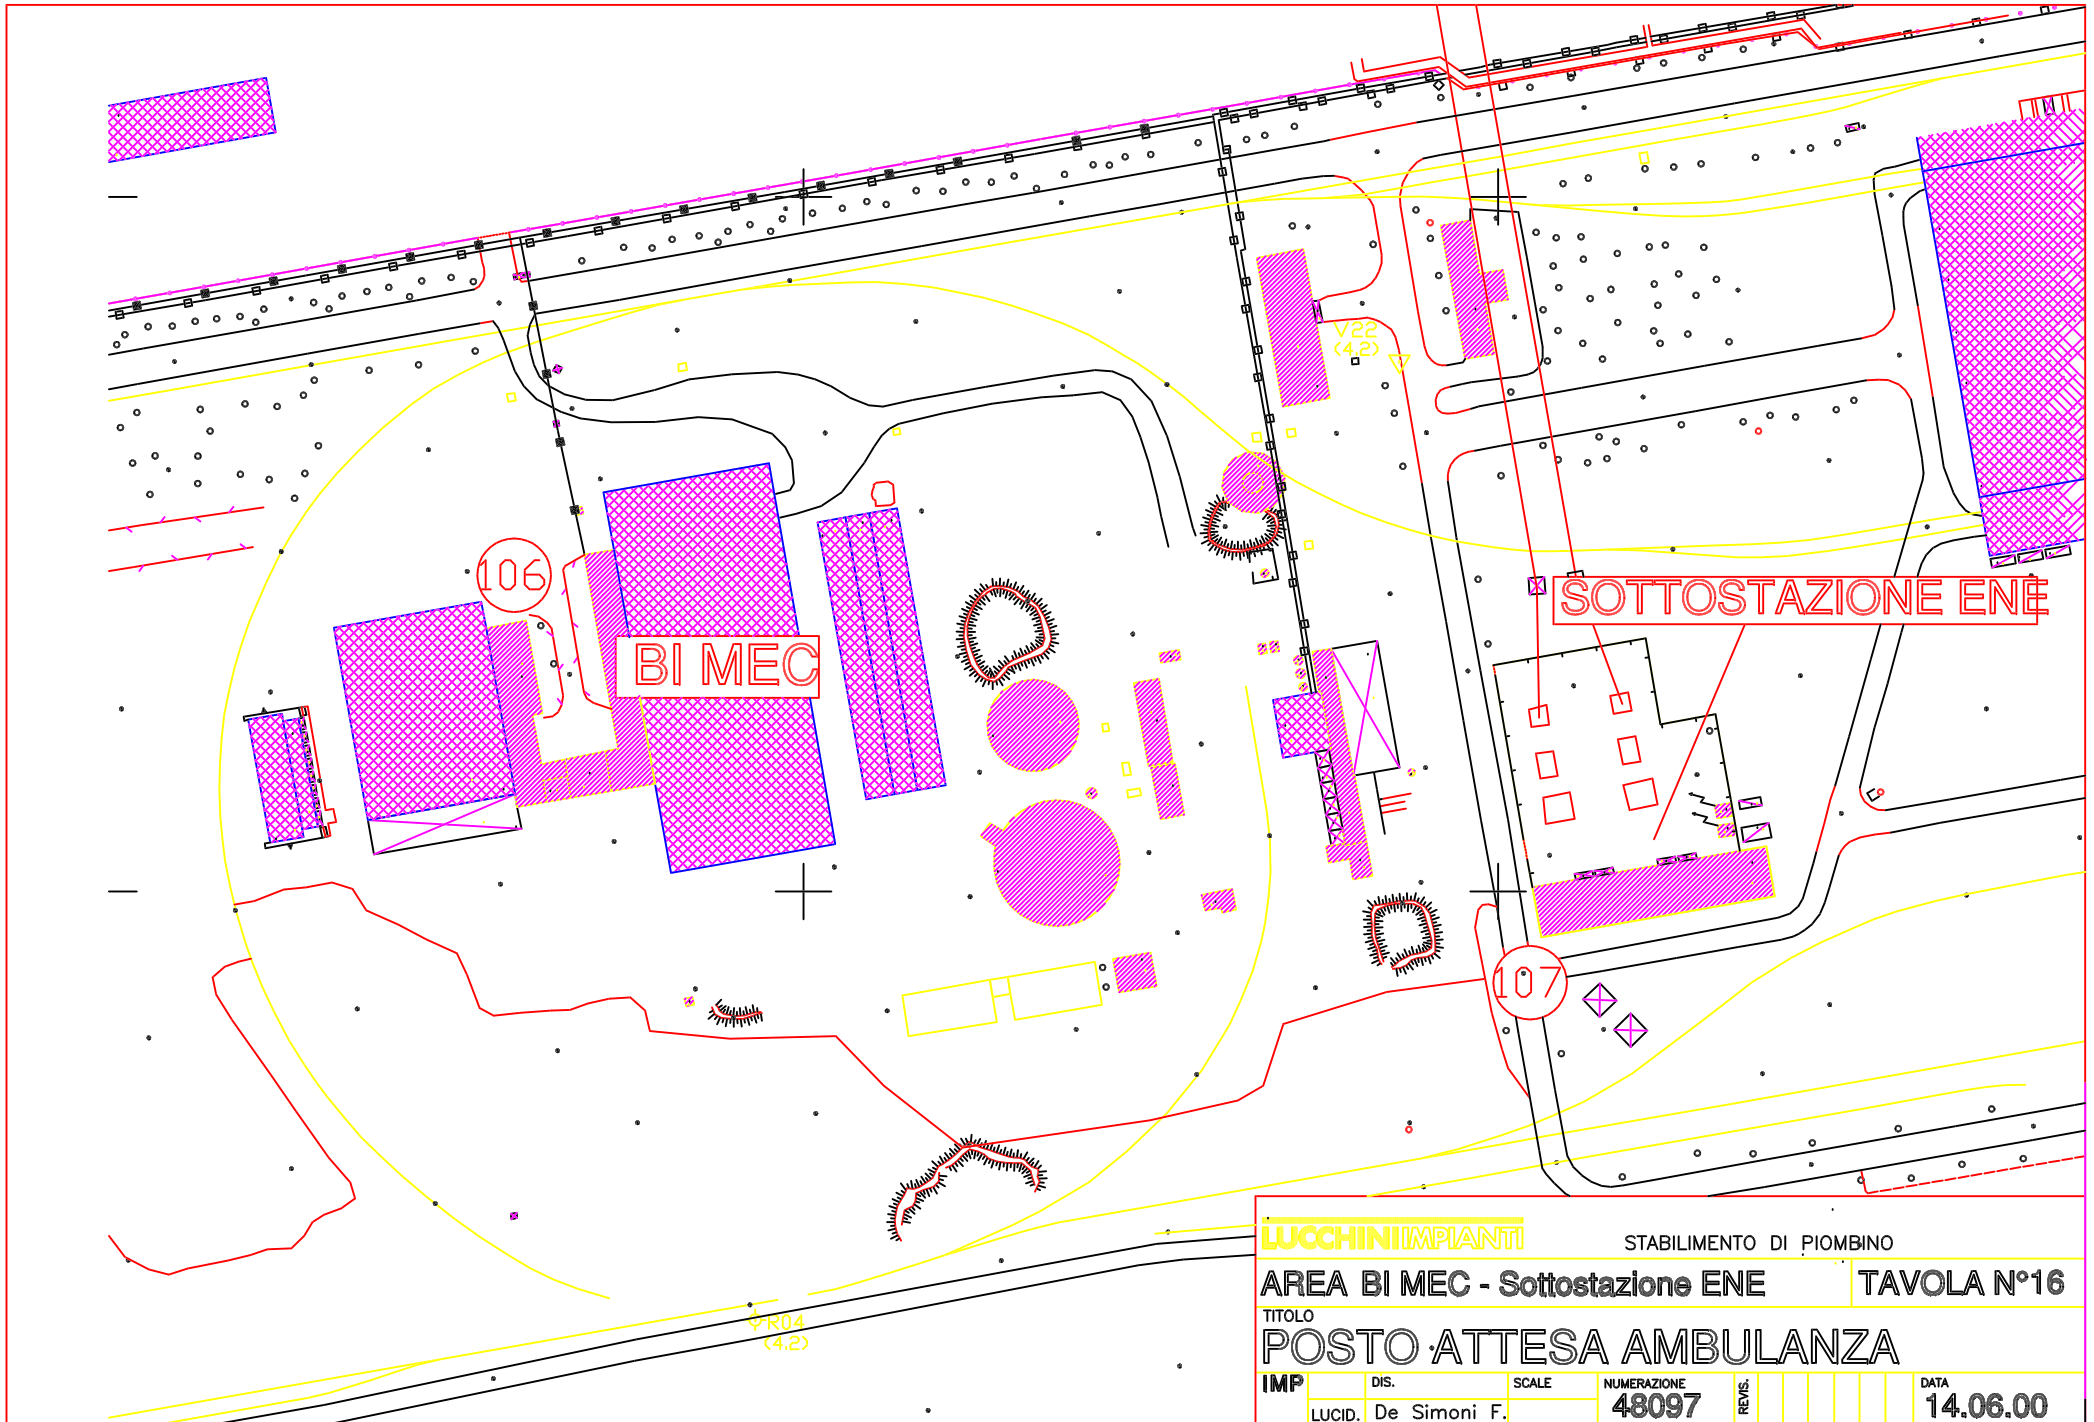 V22
(4.2)
106
SOTTOSTAZIONE ENE
BI MEC
107
R04
(4.2)
LUCCHINI IMPIANTI
STABILIMENTO DI PIOMBINO
AREA BI MEC - Sottostazione ENE
TAVOLA N°16
TITOLO
POSTO ATTESA AMBULANZA
IMP
DIS.
SCALE
NUMERAZIONE
48097
REVIS.
DATA
14.06.00
LUCID.
De Simoni F.